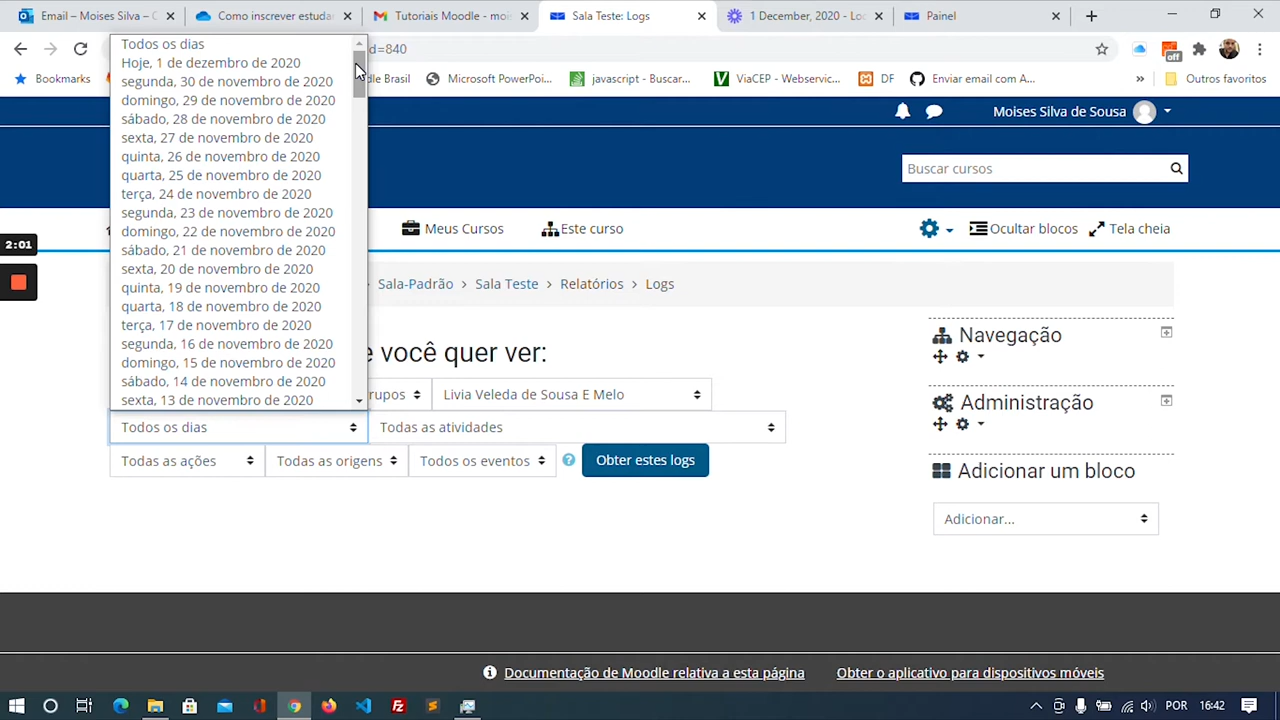 Email – Moises Silva – C
Como inscrever estuda
Tutoriais Moodle - moi
Sala Teste: Logs
1 December, 2020 - Loo
Painel
d=840
Bookmarks
dle Brasil
Microsoft PowerPoi...
javascript - Buscar...
ViaCEP - Webservic...
DF
Enviar email com A...
»
Outros favoritos
off
Todos os dias
Hoje, 1 de dezembro de 2020
segunda, 30 de novembro de 2020
domingo, 29 de novembro de 2020
sábado, 28 de novembro de 2020
sexta, 27 de novembro de 2020
quinta, 26 de novembro de 2020
quarta, 25 de novembro de 2020
terça, 24 de novembro de 2020
segunda, 23 de novembro de 2020
domingo, 22 de novembro de 2020
sábado, 21 de novembro de 2020
sexta, 20 de novembro de 2020
quinta, 19 de novembro de 2020
quarta, 18 de novembro de 2020
terça, 17 de novembro de 2020
segunda, 16 de novembro de 2020
domingo, 15 de novembro de 2020
sábado, 14 de novembro de 2020
sexta, 13 de novembro de 2020
Moises Silva de Sousa
Buscar cursos
Meus Cursos
Este curso
Ocultar blocos
Tela cheia
2:01
Sala-Padrão > Sala Teste > Relatórios > Logs
e você quer ver:
rupos
Livia Veleda de Sousa E Melo
Todos os dias
Todas as atividades
Todas as ações
Todas as origens
Todos os eventos
Obter estes logs
Navegação
Administração
Adicionar um bloco
Adicionar...
Documentação de Moodle relativa a esta página
Obter o aplicativo para dispositivos móveis
POR
16:42